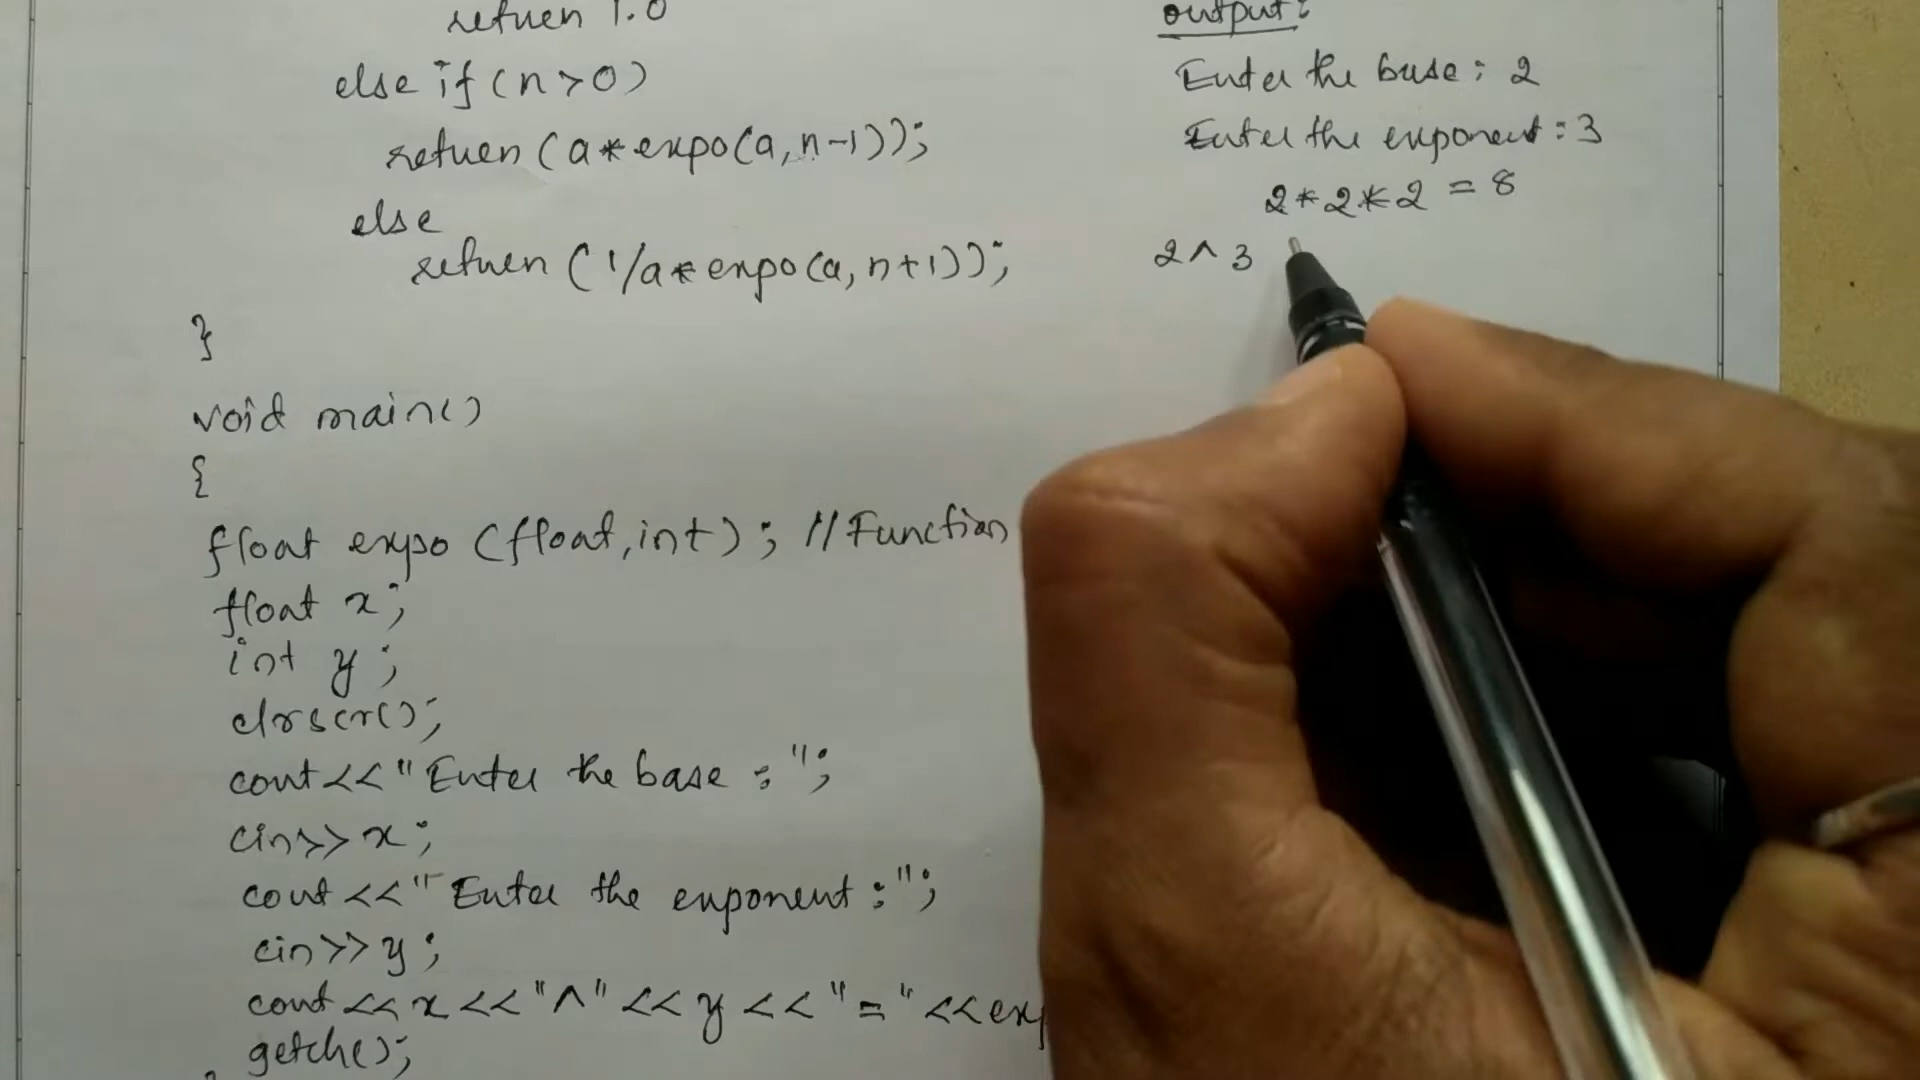 return 1.0
else if (n>0)
return (a*expo(a,n-1));
else
return (1/a*expo(a,n+1));
}
void main()
{
float expo (float,int); //Function
float x;
int y;
clrscr();
cout<<"Enter the base :";
cin>>x;
cout<<"Enter the exponent :";
cin>>y;
cout<<x<<"^"<<y<<"="<<exp
getch();
output:
Enter the base: 2
Enter the exponent: 3
2*2*2 = 8
2^3